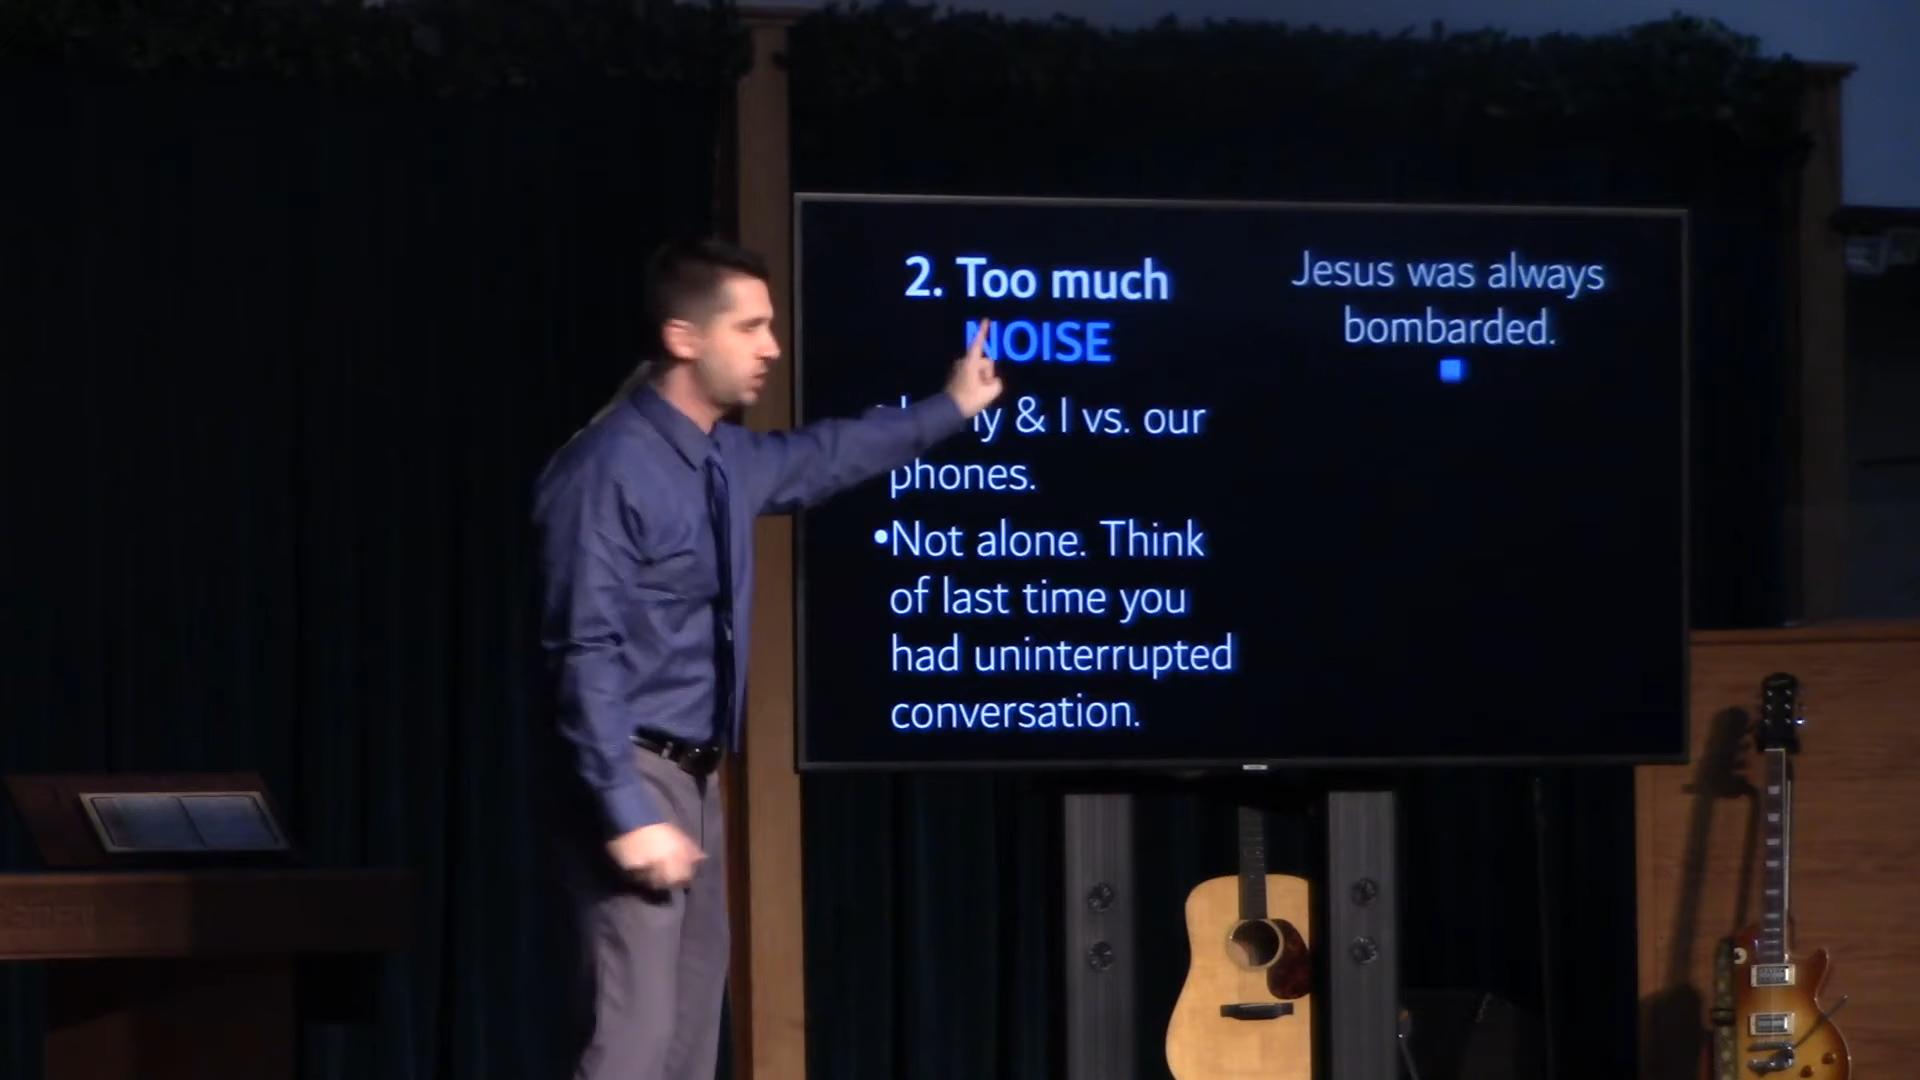 2. Too much
NOISE
& I vs. our
phones.
•Not alone. Think
of last time you
had uninterrupted
conversation.
Jesus was always
bombarded.